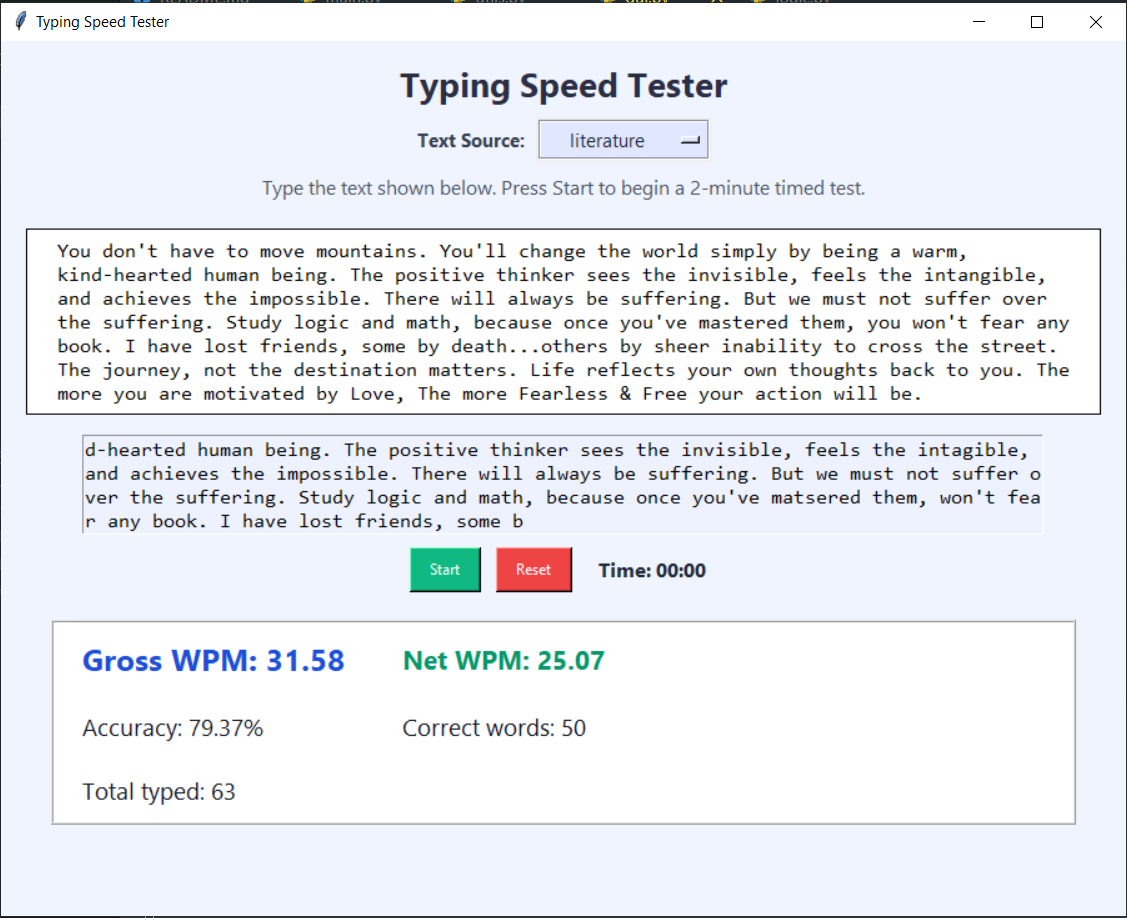 Typing Speed Tester
Typing Speed Tester
Text Source: literature
Type the text shown below. Press Start to begin a 2-minute timed test.
You don't have to move mountains. You'll change the world simply by being a warm,
kind-hearted human being. The positive thinker sees the invisible, feels the intangible,
and achieves the impossible. There will always be suffering. But we must not suffer over
the suffering. Study logic and math, because once you've mastered them, you won't fear any
book. I have lost friends, some by death...others by sheer inability to cross the street.
The journey, not the destination matters. Life reflects your own thoughts back to you. The
more you are motivated by Love, The more Fearless & Free your action will be.
d-hearted human being. The positive thinker sees the invisible, feels the intagible,
and achieves the impossible. There will always be suffering. But we must not suffer o
ver the suffering. Study logic and math, because once you've matsered them, won't fea
r any book. I have lost friends, some b
Start Reset Time: 00:00
Gross WPM: 31.58 Net WPM: 25.07
Accuracy: 79.37% Correct words: 50
Total typed: 63